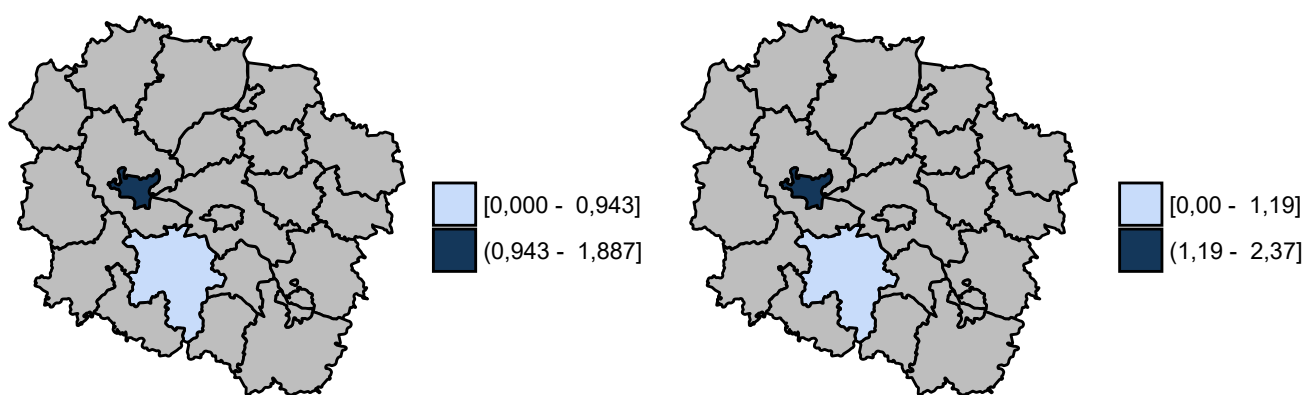 [0,000 - 0,943]
(0,943 - 1,887]
[0,00 - 1,19]
(1,19 - 2,37]